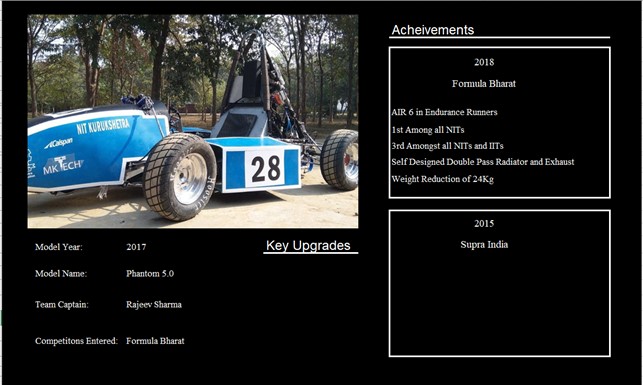 NIT KURUKSHETRA
ACalspan
MK TECH
28
HOOSIER
Model Year: 2017
Key Upgrades
Model Name: Phantom 5.0
Team Captain: Rajeev Sharma
Competitons Entered: Formula Bharat
Acheivements
2018
Formula Bharat
AIR 6 in Endurance Runners
1st Among all NITs
3rd Amongst all NITs and IITs
Self Designed Double Pass Radiator and Exhaust
Weight Reduction of 24Kg
2015
Supra India